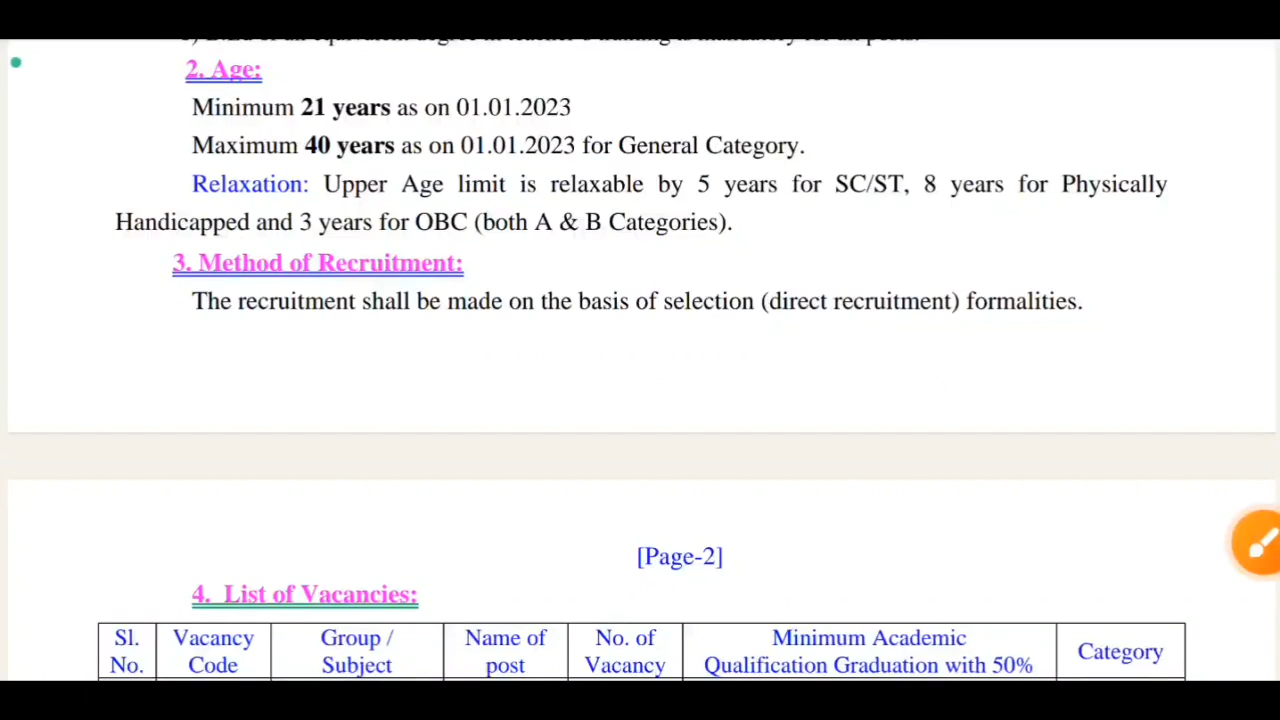 2. Age:
Minimum 21 years as on 01.01.2023
Maximum 40 years as on 01.01.2023 for General Category.
Relaxation: Upper Age limit is relaxable by 5 years for SC/ST, 8 years for Physically
Handicapped and 3 years for OBC (both A & B Categories).
3. Method of Recruitment:
The recruitment shall be made on the basis of selection (direct recruitment) formalities.
[Page-2]
4. List of Vacancies:
Sl. No. Vacancy Code Group / Subject Name of post No. of Vacancy Minimum Academic Qualification Graduation with 50% Category